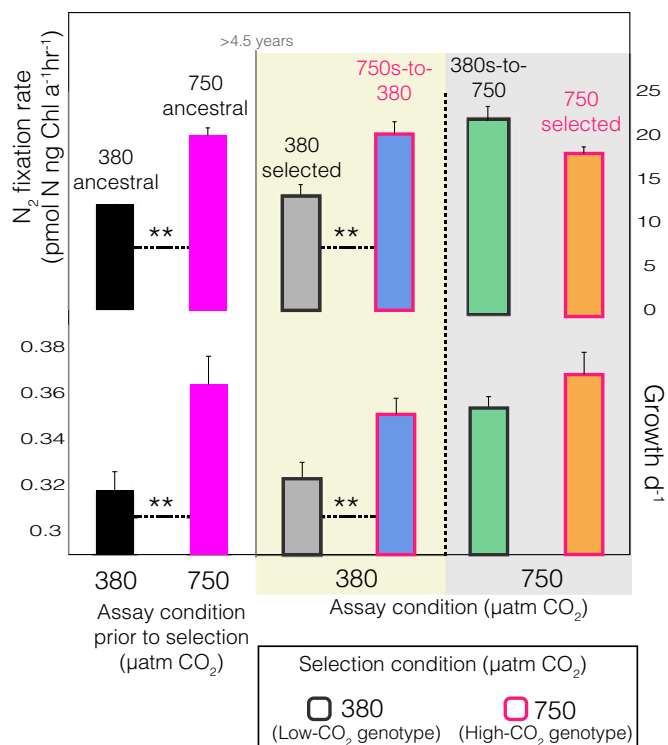 >4.5 years
N₂ fixation rate
(pmol N ng Chl a⁻¹hr⁻¹)
380
ancestral
750
ancestral
380
selected
750s-to-
380
380s-to-
750
750
selected
25
20
15
10
5
0
**
**
0.38
0.36
0.34
0.32
0.3
**
**
Growth d⁻¹
380
750
380
750
Assay condition
prior to selection
(µatm CO₂)
Assay condition (µatm CO₂)
Selection condition (µatm CO₂)
380
(Low-CO₂ genotype)
750
(High-CO₂ genotype)